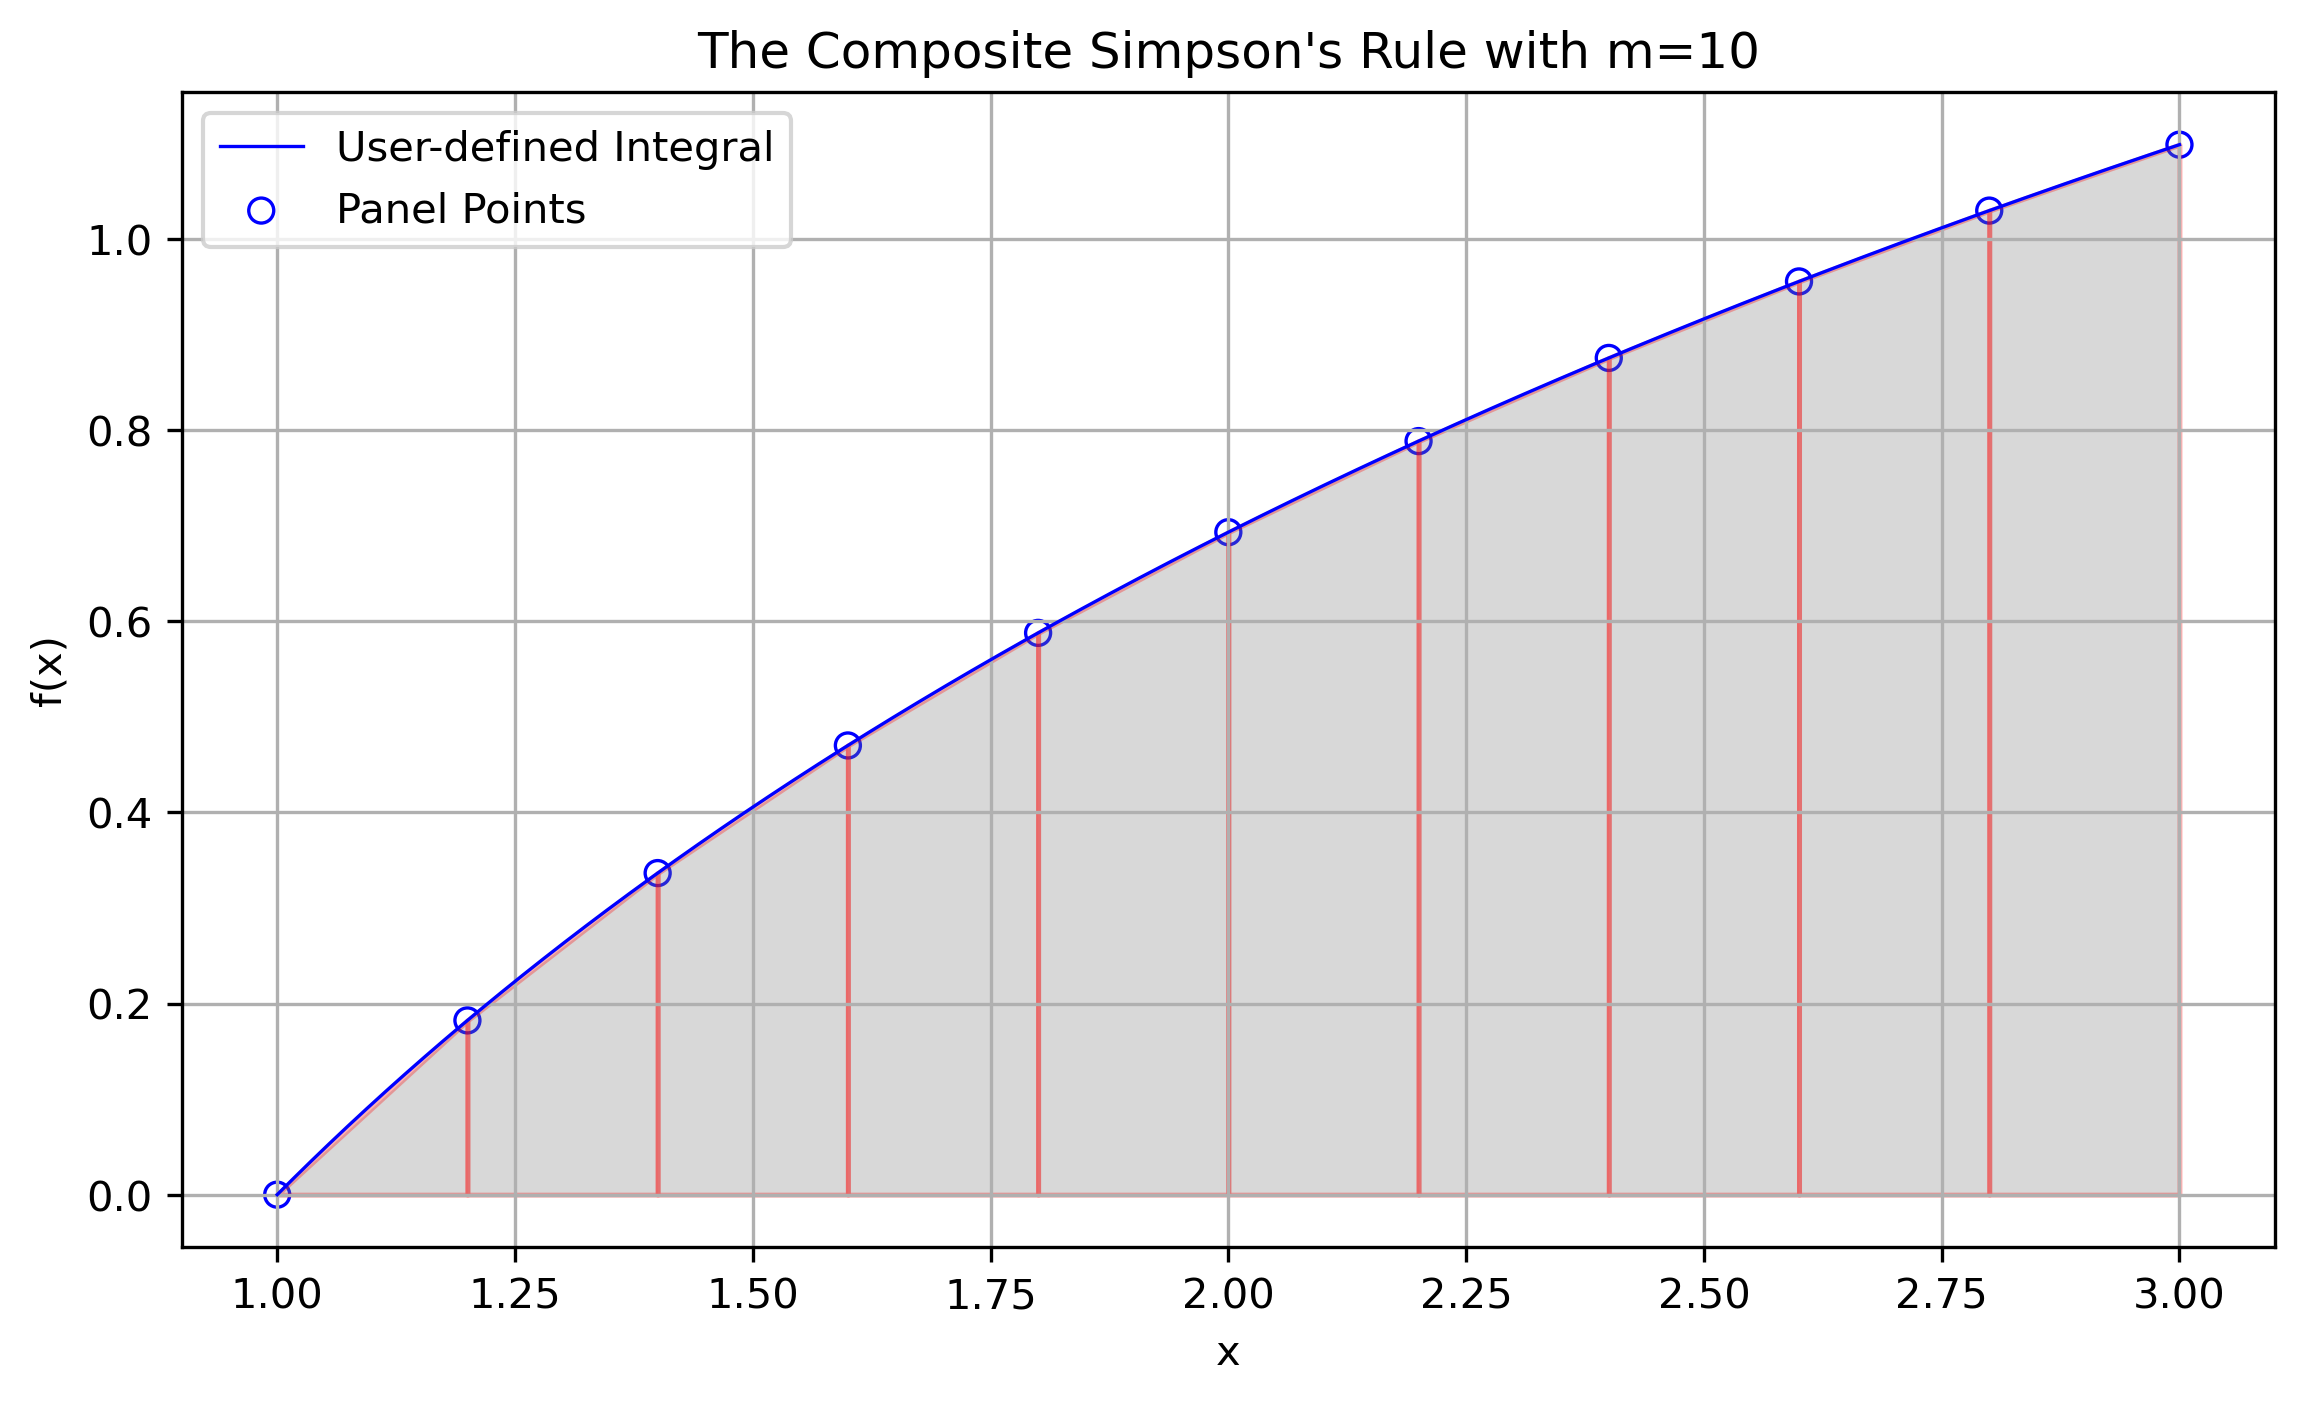 The Composite Simpson's Rule with m=10
User-defined Integral
Panel Points
f(x)
1.0
0.8
0.6
0.4
0.2
0.0
1.00 1.25 1.50 1.75 2.00 2.25 2.50 2.75 3.00
x